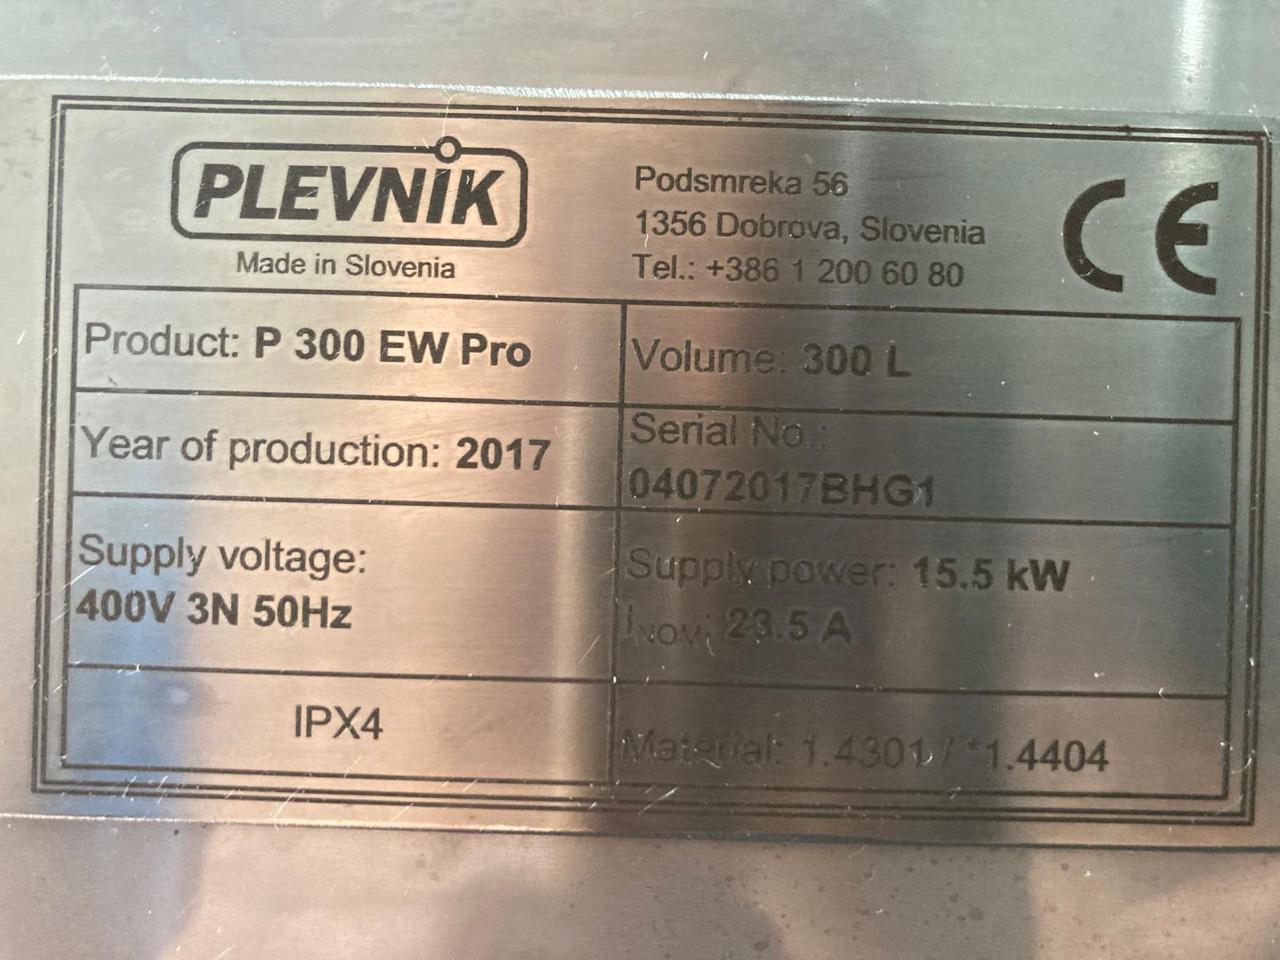 PLEVNIK
Made in Slovenia
Podsmreka 56
1356 Dobrova, Slovenia
Tel.: +386 1 200 60 80
CE
Product: P 300 EW Pro
Volume: 300 L
Year of production: 2017
Serial No.:
04072017BHG1
Supply voltage:
400V 3N 50Hz
Supply power: 15.5 kW
INOM: 23.5 A
IPX4
Material: 1.4301 / *1.4404